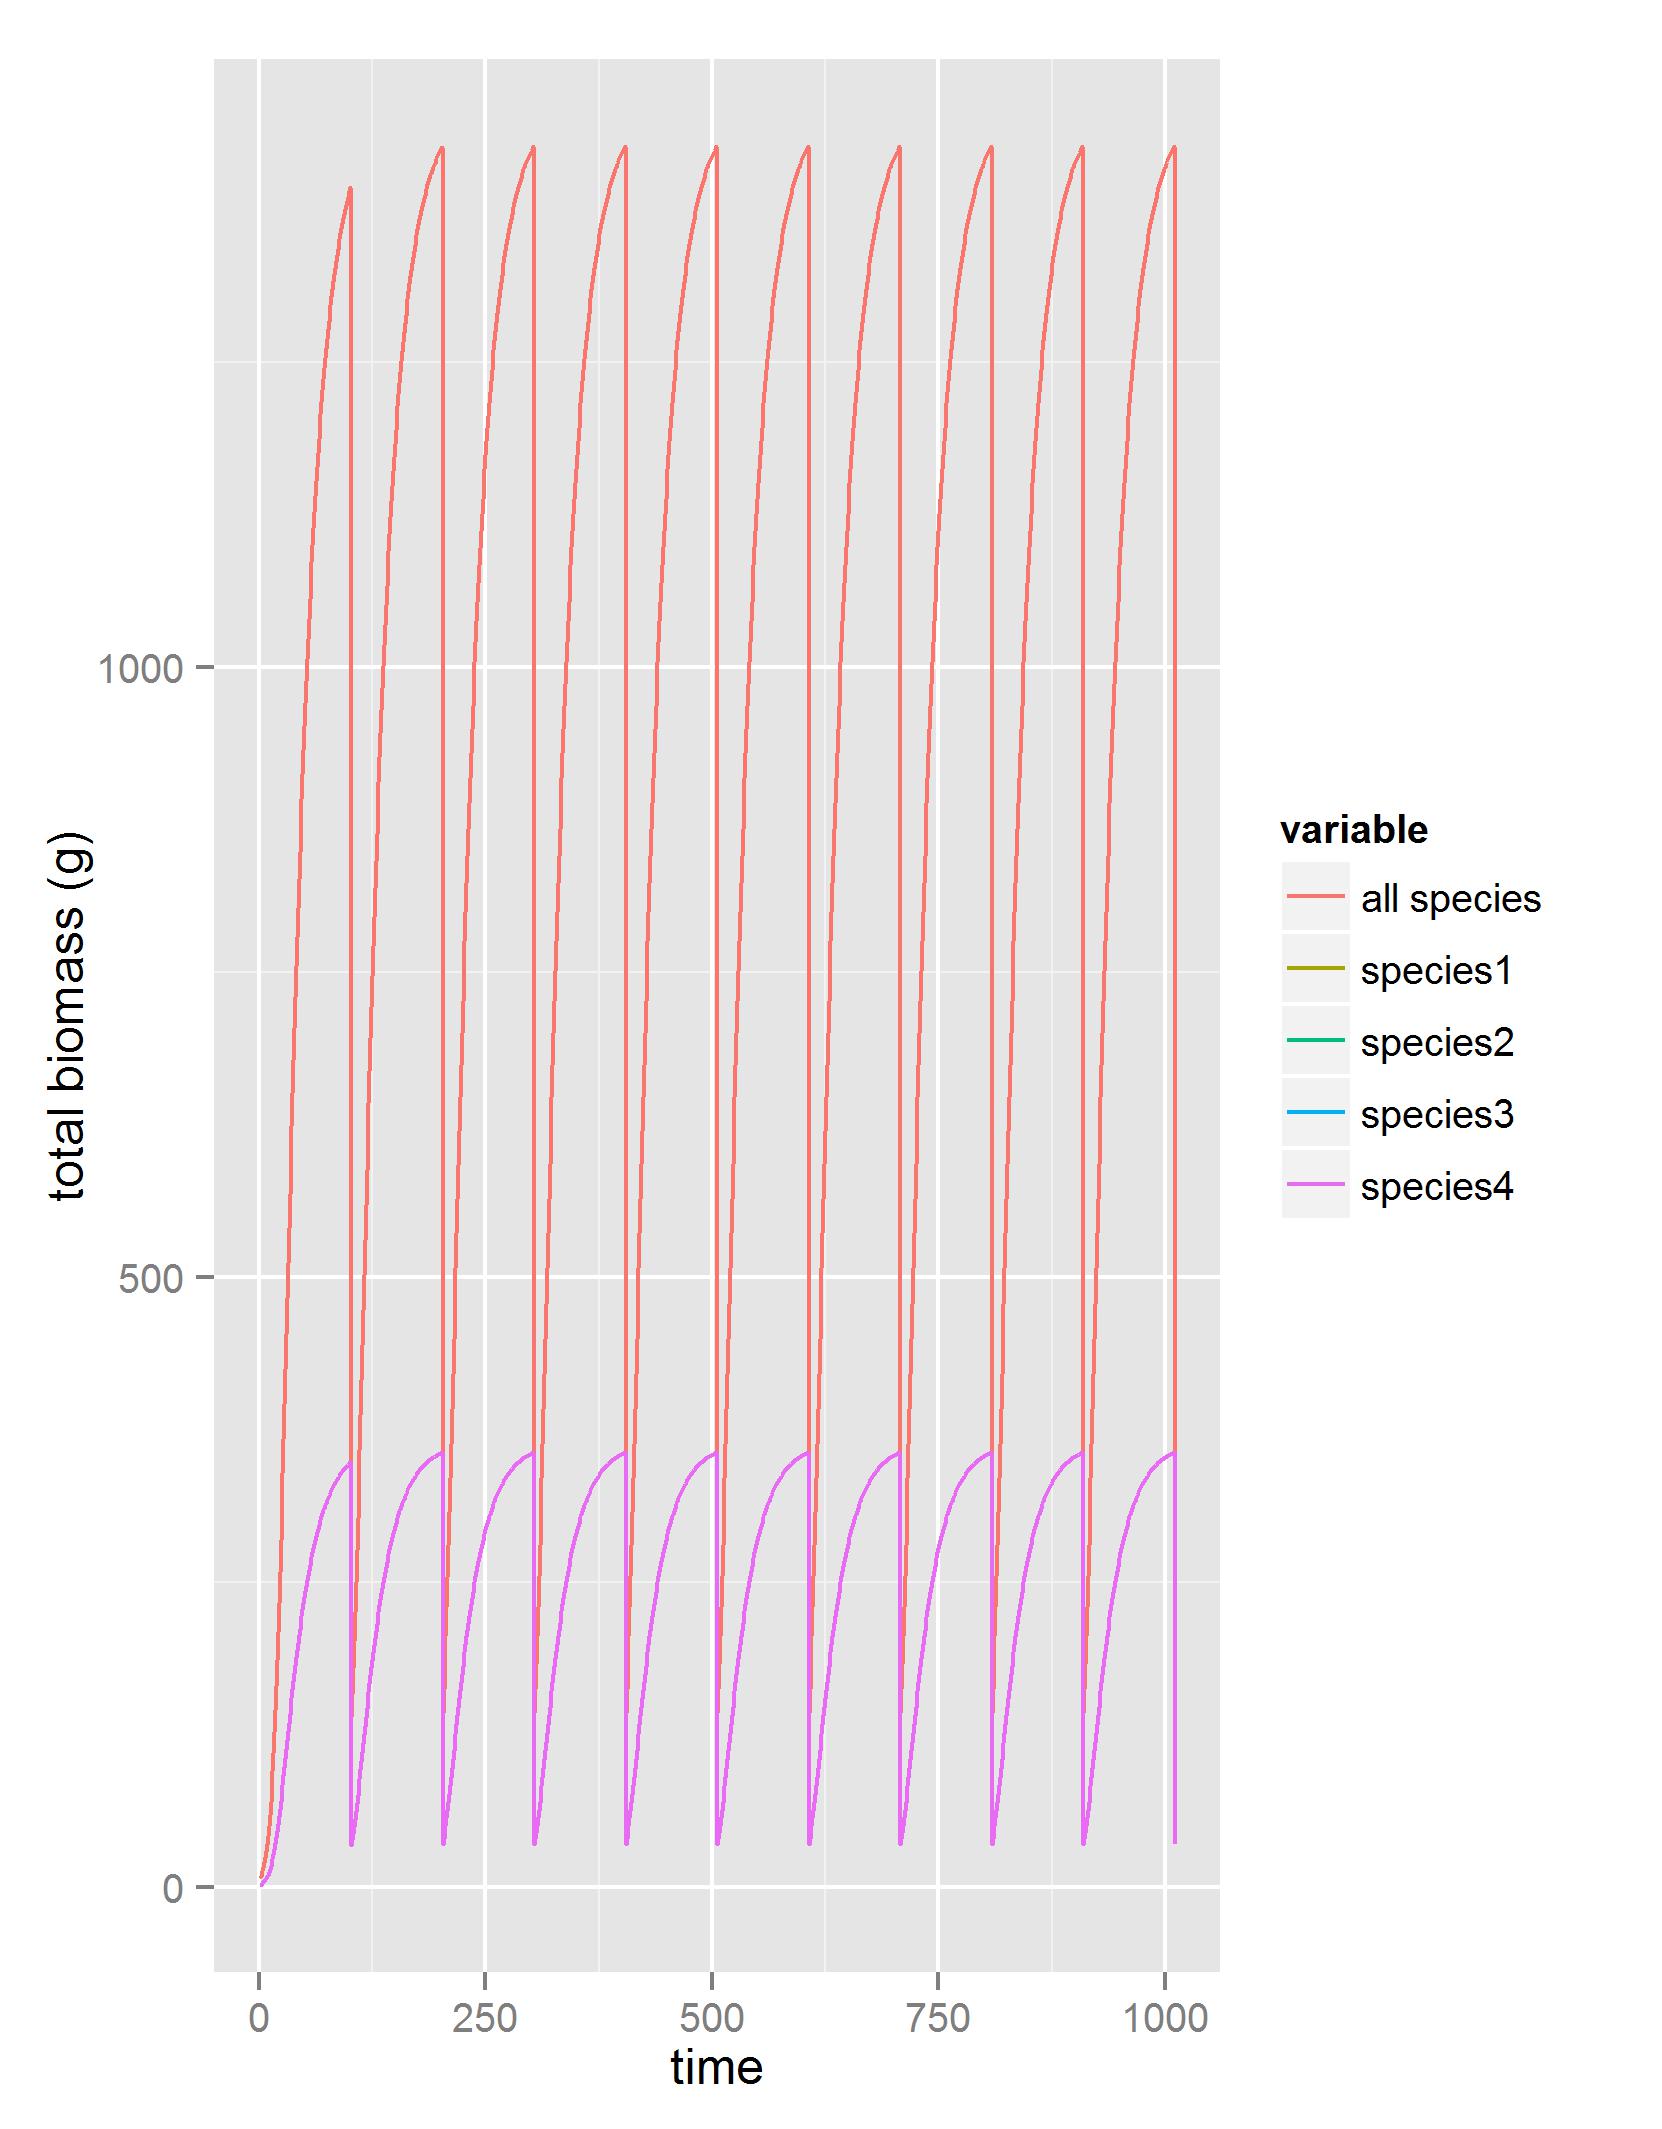 total biomass (g)
1000
500
0
0 250 500 750 1000
time
variable
all species
species1
species2
species3
species4